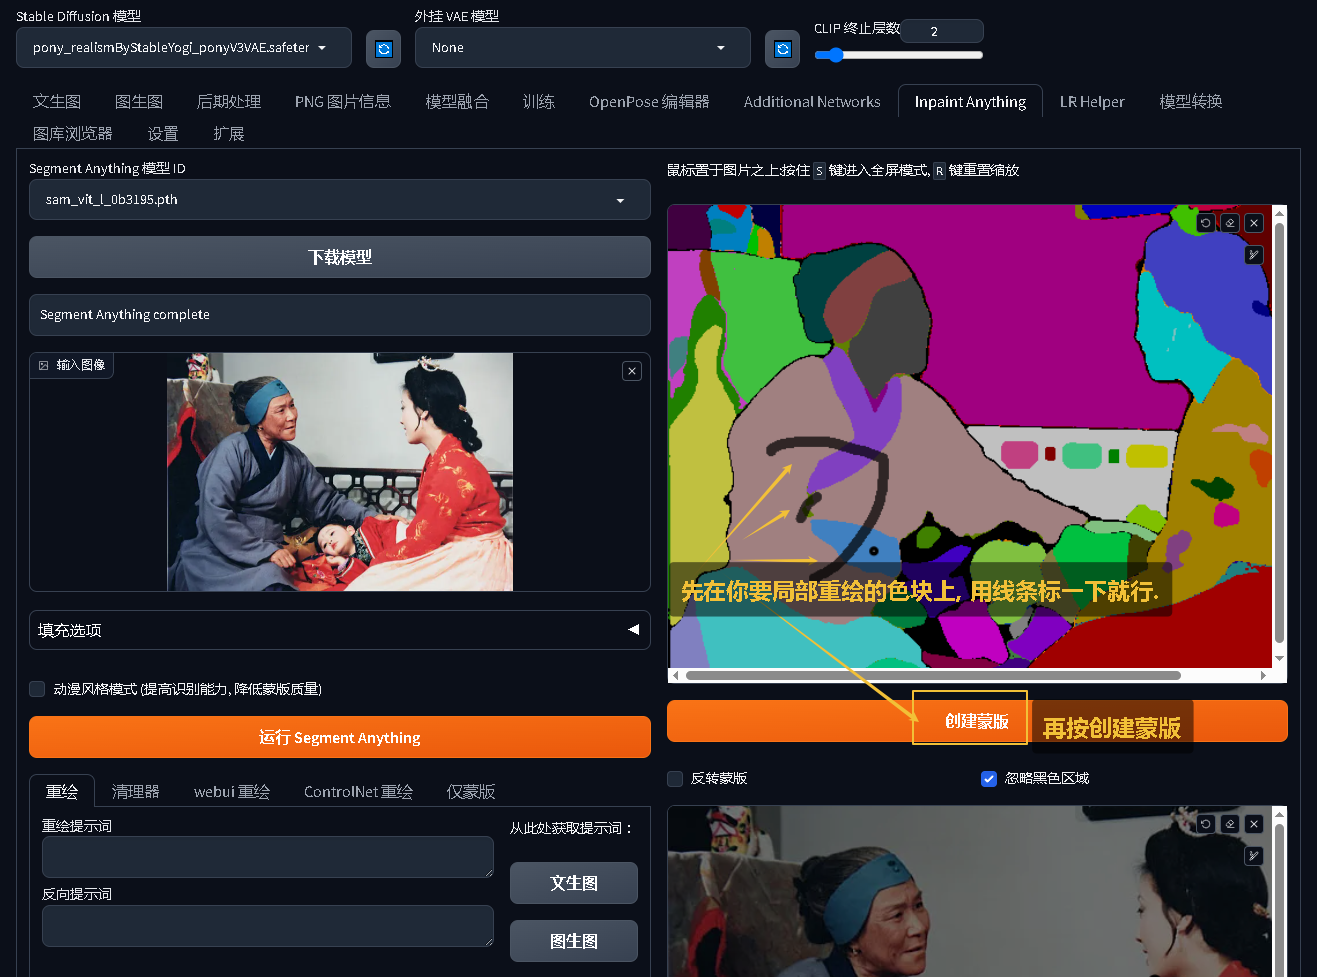 Stable Diffusion 模型
外挂 VAE 模型
CLIP 终止层数
2
pony_realismByStableYogi_ponyV3VAE.safeter
None
文生图
图生图
后期处理
PNG 图片信息
模型融合
训练
OpenPose 编辑器
Additional Networks
Inpaint Anything
LR Helper
模型转换
图库浏览器
设置
扩展
Segment Anything 模型 ID
sam_vit_l_0b3195.pth
下载模型
Segment Anything complete
输入图像
填充选项
动漫风格模式 (提高识别能力, 降低蒙版质量)
运行 Segment Anything
重绘
清理器
webui 重绘
ControlNet 重绘
仅蒙版
重绘提示词
反向提示词
从此处获取提示词：
文生图
图生图
鼠标置于图片之上按住 S 键进入全屏模式, R 键重置缩放
先在你要局部重绘的色块上, 用线条标一下就行.
创建蒙版
再按创建蒙版
反转蒙版
忽略黑色区域